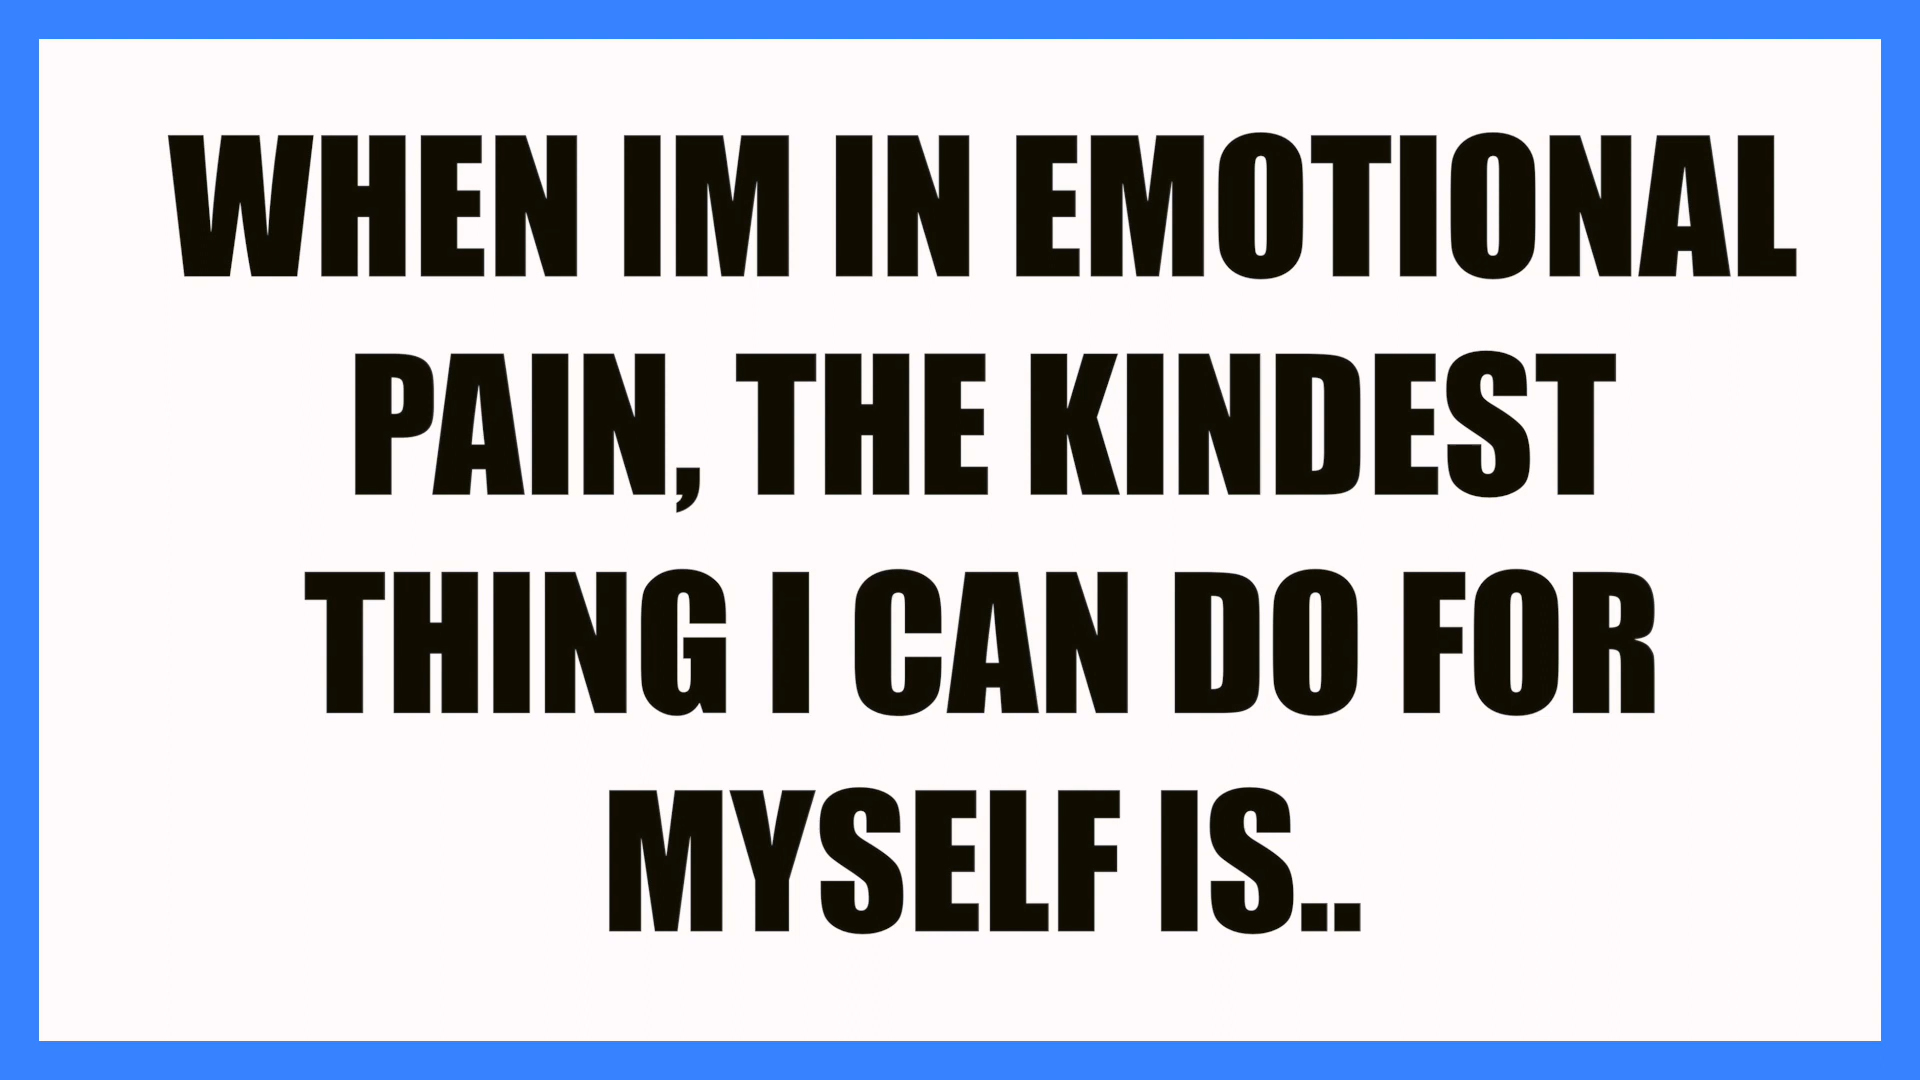 WHEN IM IN EMOTIONAL
PAIN, THE KINDEST
THING I CAN DO FOR
MYSELF IS..